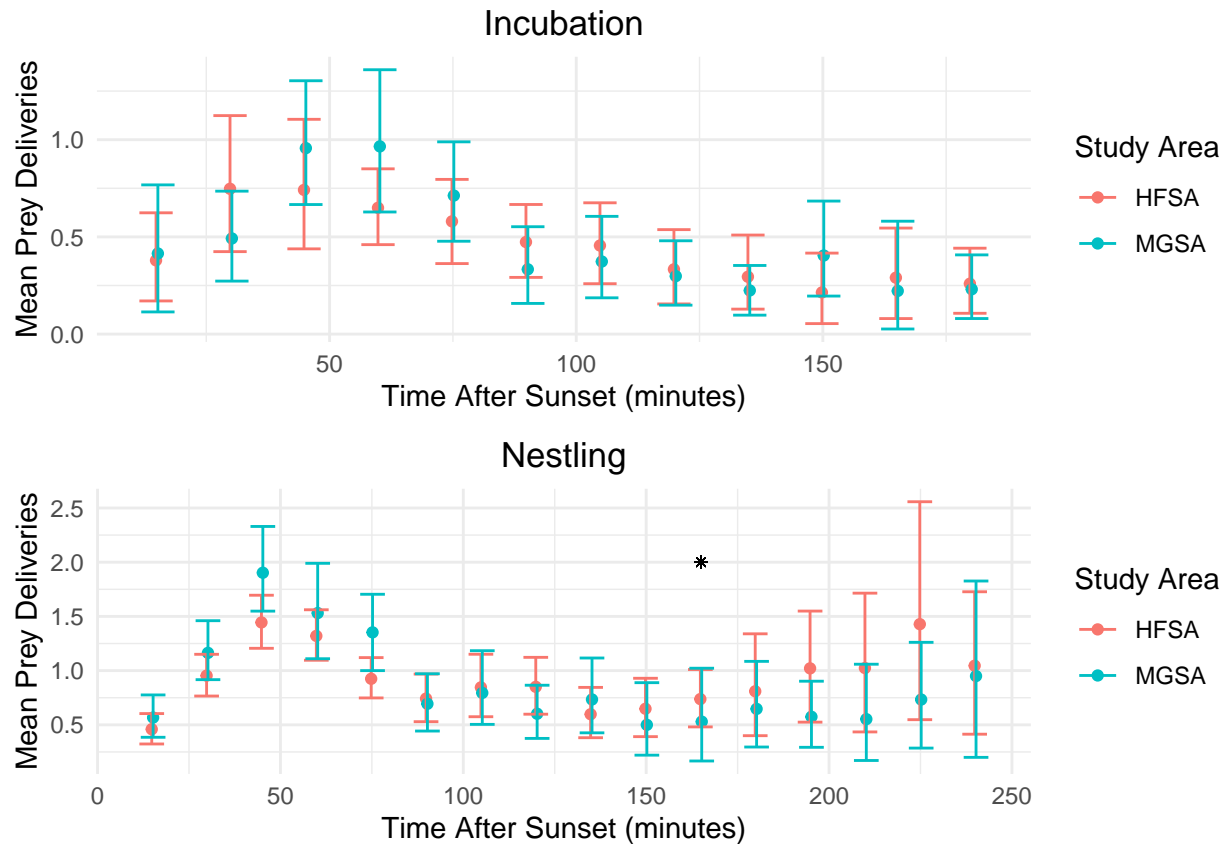 Incubation
Mean Prey Deliveries
1.0
0.5
0.0
50
100
150
Time After Sunset (minutes)
Study Area
HFSA
MGSA
Nestling
Mean Prey Deliveries
2.5
2.0
1.5
1.0
0.5
*
0
50
100
150
200
250
Time After Sunset (minutes)
Study Area
HFSA
MGSA